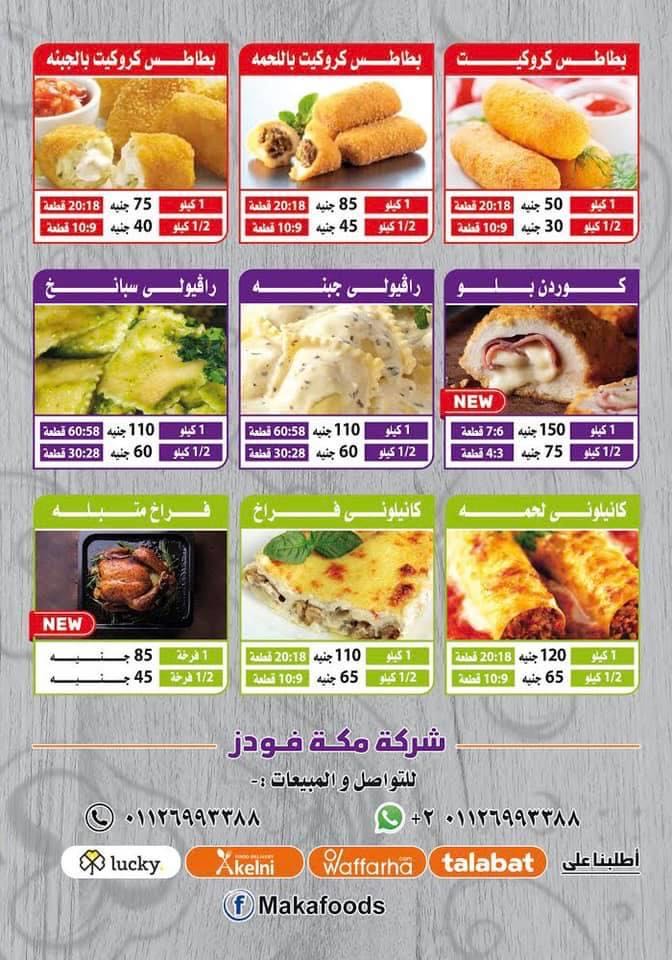 بطاطس كروكيت
1 كيلو 50 جنيه 20:18 قطعة
1/2 كيلو 30 جنيه 10:9 قطعة
بطاطس كروكيت باللحمه
1 كيلو 85 جنيه 20:18 قطعة
1/2 كيلو 45 جنيه 10:9 قطعة
بطاطس كروكيت بالجبنه
1 كيلو 75 جنيه 20:18 قطعة
1/2 كيلو 40 جنيه 10:9 قطعة
كوردن بلو
NEW
1 كيلو 150 جنيه 7:6 قطعة
1/2 كيلو 75 جنيه 4:3 قطعة
راڤيولى جبنه
1 كيلو 110 جنيه 60:58 قطعة
1/2 كيلو 60 جنيه 30:28 قطعة
راڤيولى سبانخ
1 كيلو 110 جنيه 60:58 قطعة
1/2 كيلو 60 جنيه 30:28 قطعة
كانيلونى لحمه
1 كيلو 120 جنيه 20:18 قطعة
1/2 كيلو 65 جنيه 10:9 قطعة
كانيلونى فراخ
1 كيلو 110 جنيه 20:18 قطعة
1/2 كيلو 65 جنيه 10:9 قطعة
فراخ متبله
NEW
1 فرخة 85 جنيه
1/2 فرخة 45 جنيه
شركة مكة فودز
للتواصل و المبيعات :-
+٢ ٠١١٢٦٩٩٣٣٨٨
٠١١٢٦٩٩٣٣٨٨
أطلبنا على talabat Waffarha.com FOOD DELIVERY Akelni lucky.
Makafoods